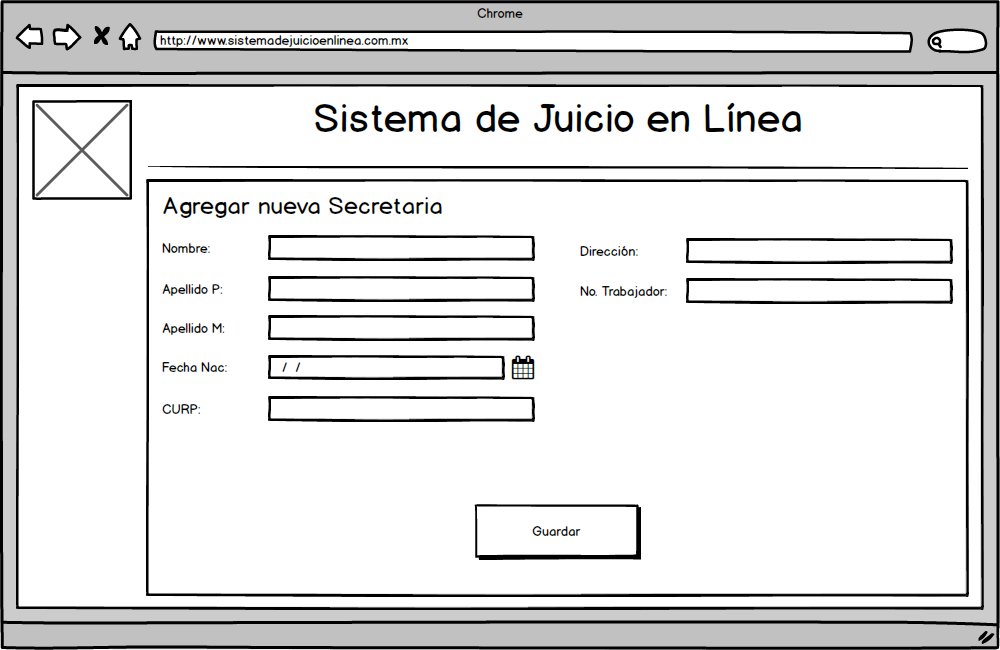 Chrome
http://www.sistemadejuicioenlinea.com.mx
Sistema de Juicio en Línea
Agregar nueva Secretaria
Nombre:
Apellido P:
Apellido M:
Fecha Nac: / /
CURP:
Dirección:
No. Trabajador:
Guardar